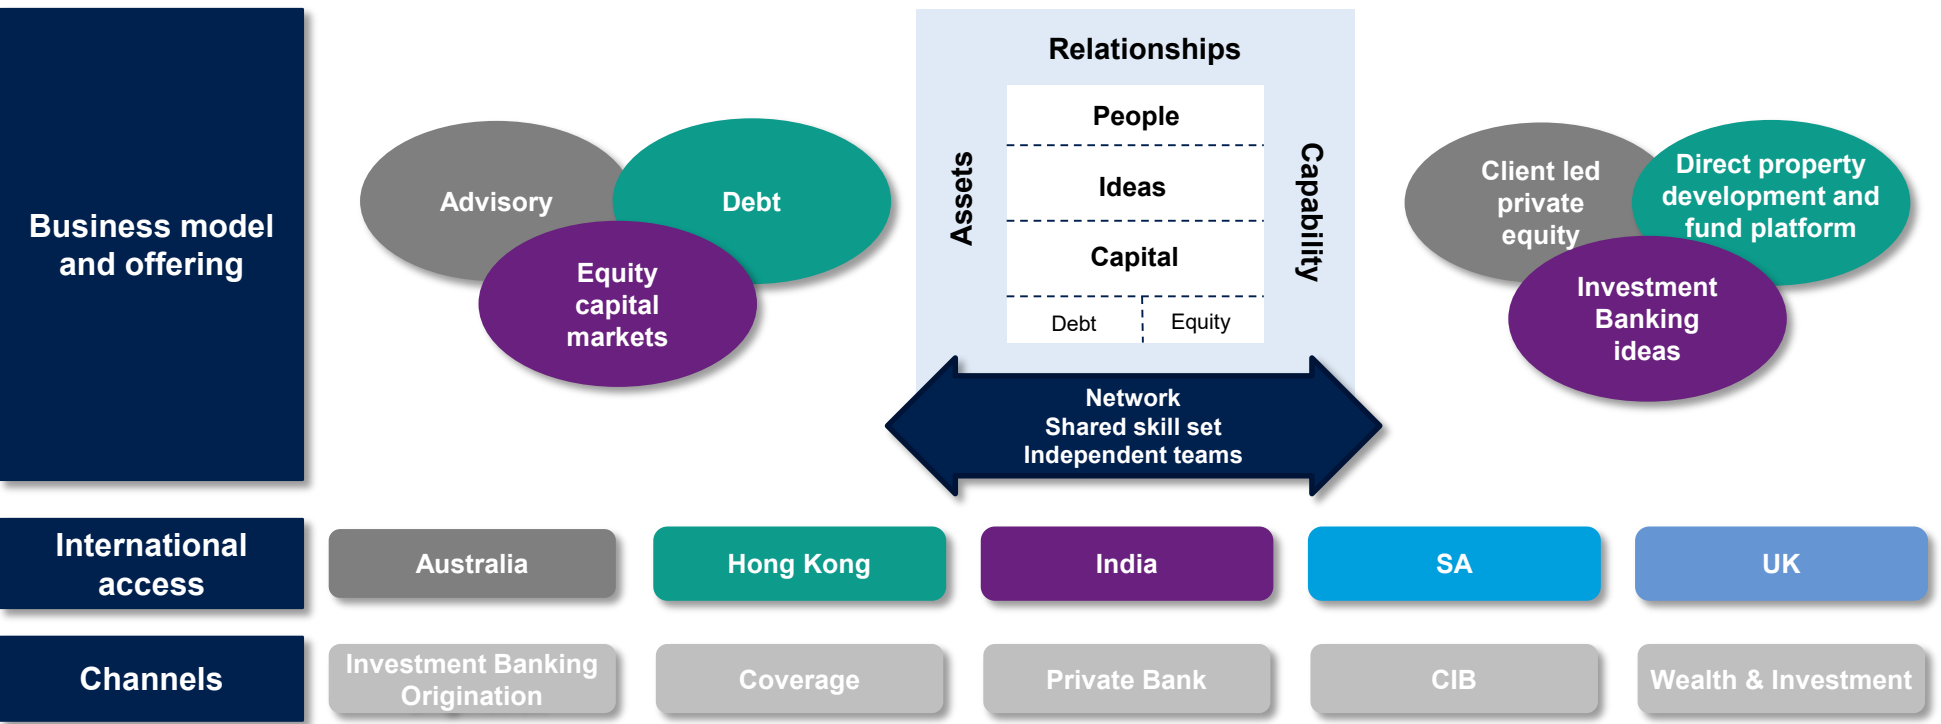 Business model
and offering
Advisory
Debt
Equity
capital
markets
Relationships
Assets
People
Ideas
Capital
Debt
Equity
Capability
Network
Shared skill set
Independent teams
Client led
private
equity
Direct property
development and
fund platform
Investment
Banking
ideas
International
access
Australia
Hong Kong
India
SA
UK
Channels
Investment Banking
Origination
Coverage
Private Bank
CIB
Wealth & Investment